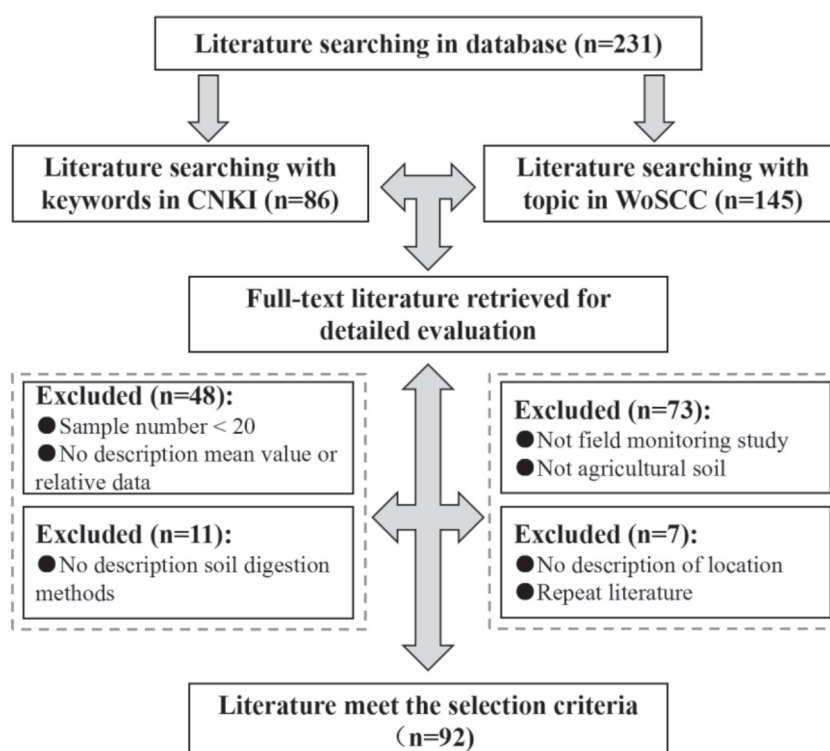 Literature searching in database (n=231)
Literature searching with
keywords in CNKI (n=86)
Literature searching with
topic in WoSCC (n=145)
Full-text literature retrieved for
detailed evaluation
Excluded (n=48):
●Sample number < 20
●No description mean value or
relative data
Excluded (n=11):
●No description soil digestion
methods
Excluded (n=73):
●Not field monitoring study
●Not agricultural soil
Excluded (n=7):
●No description of location
●Repeat literature
Literature meet the selection criteria
（n=92)